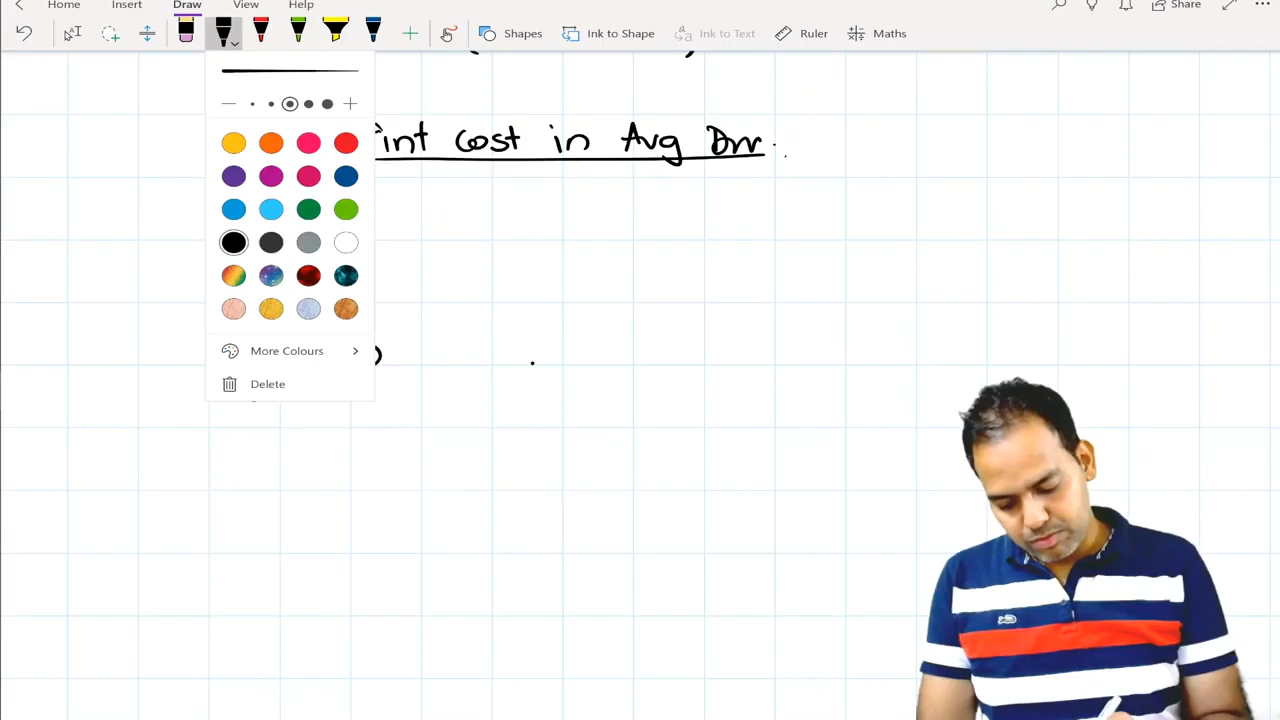 Home Insert Draw View Help Share
Shapes Ink to Shape Ink to Text Ruler Maths
int cost in Avg
More Colours
Delete